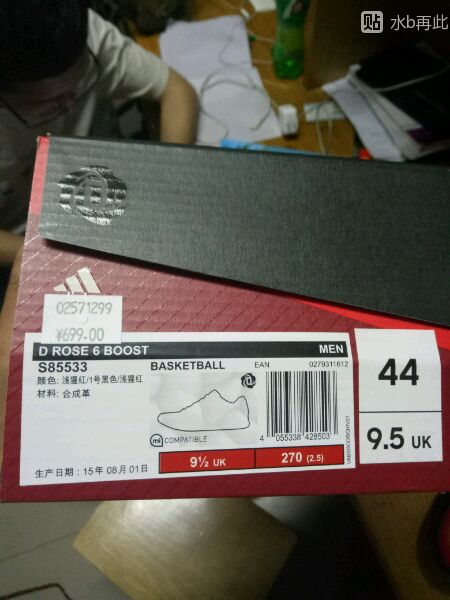 贴 水b再此
02571299
¥699.00
D ROSE 6 BOOST MEN
S85533 BASKETBALL EAN 0279311612
颜色: 浅猩红/1号黑色/浅猩红
材料: 合成革
mi COMPATIBLE
4 055338 428503
生产日期: 15年 08月 01日
9½ UK 270 (2.5)
44
9.5 UK